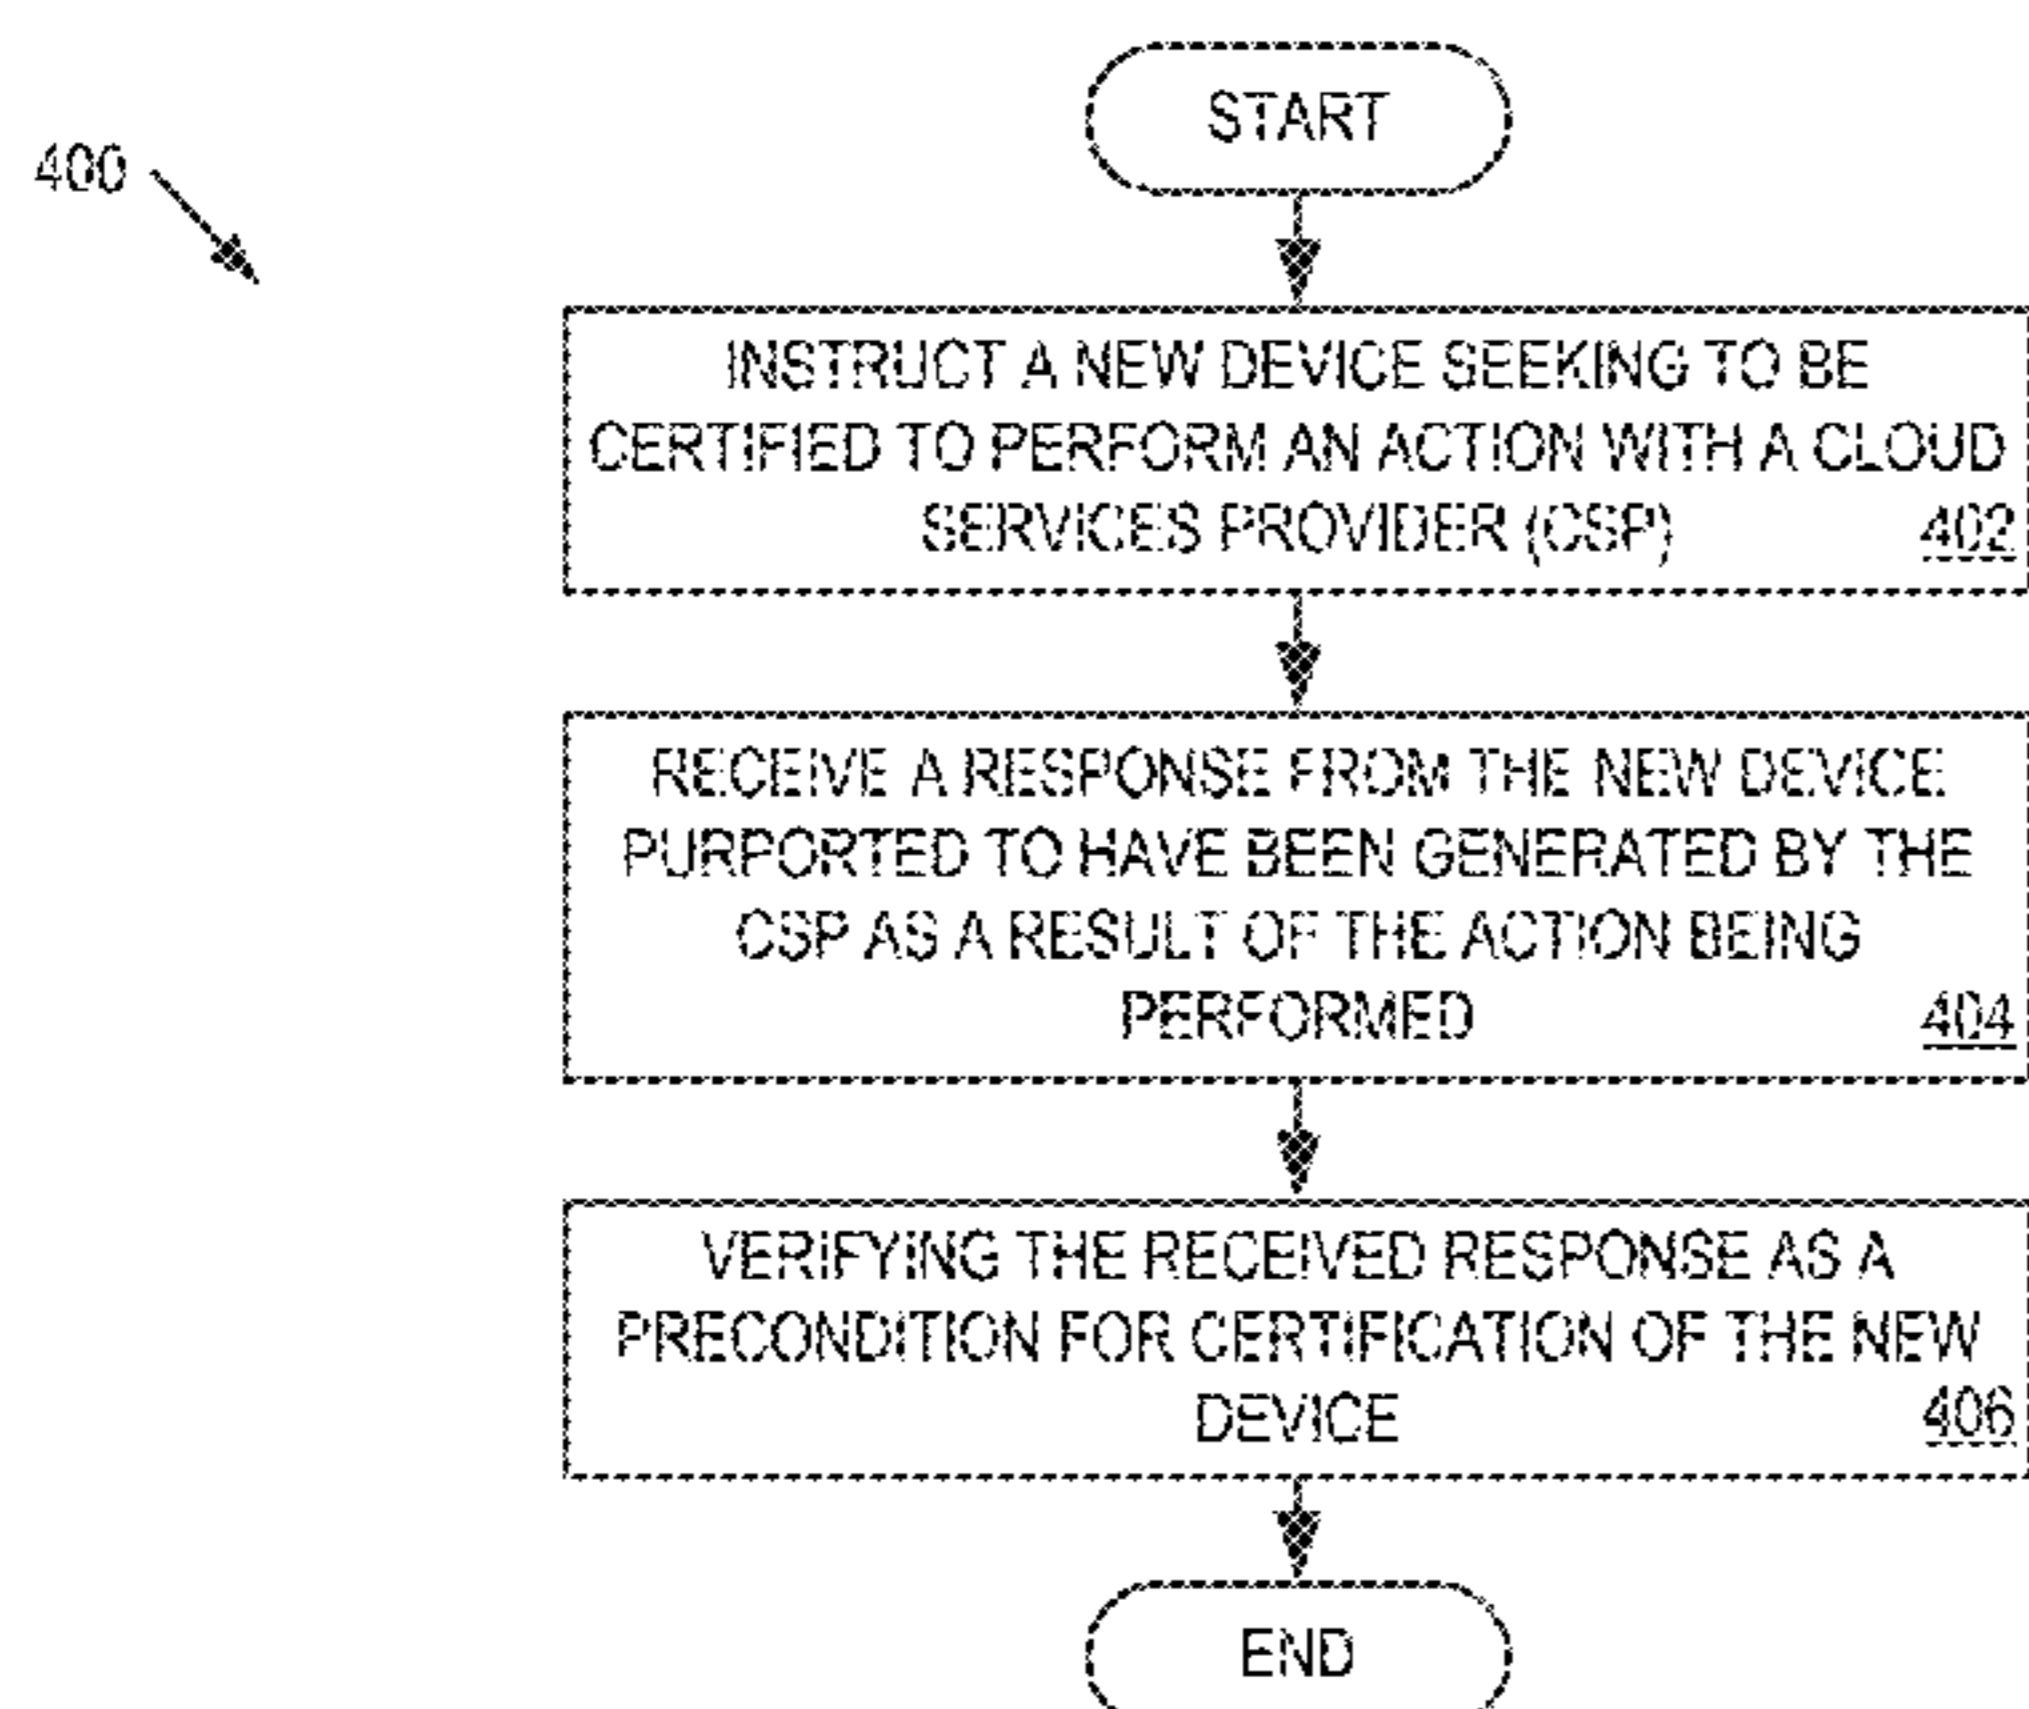 START
400
INSTRUCT A NEW DEVICE SEEKING TO BE
CERTIFIED TO PERFORM AN ACTION WITH A CLOUD
SERVICES PROVIDER (CSP) 402
RECEIVE A RESPONSE FROM THE NEW DEVICE
PURPORTED TO HAVE BEEN GENERATED BY THE
CSP AS A RESULT OF THE ACTION BEING
PERFORMED 404
VERIFYING THE RECEIVED RESPONSE AS A
PRECONDITION FOR CERTIFICATION OF THE NEW
DEVICE 406
END